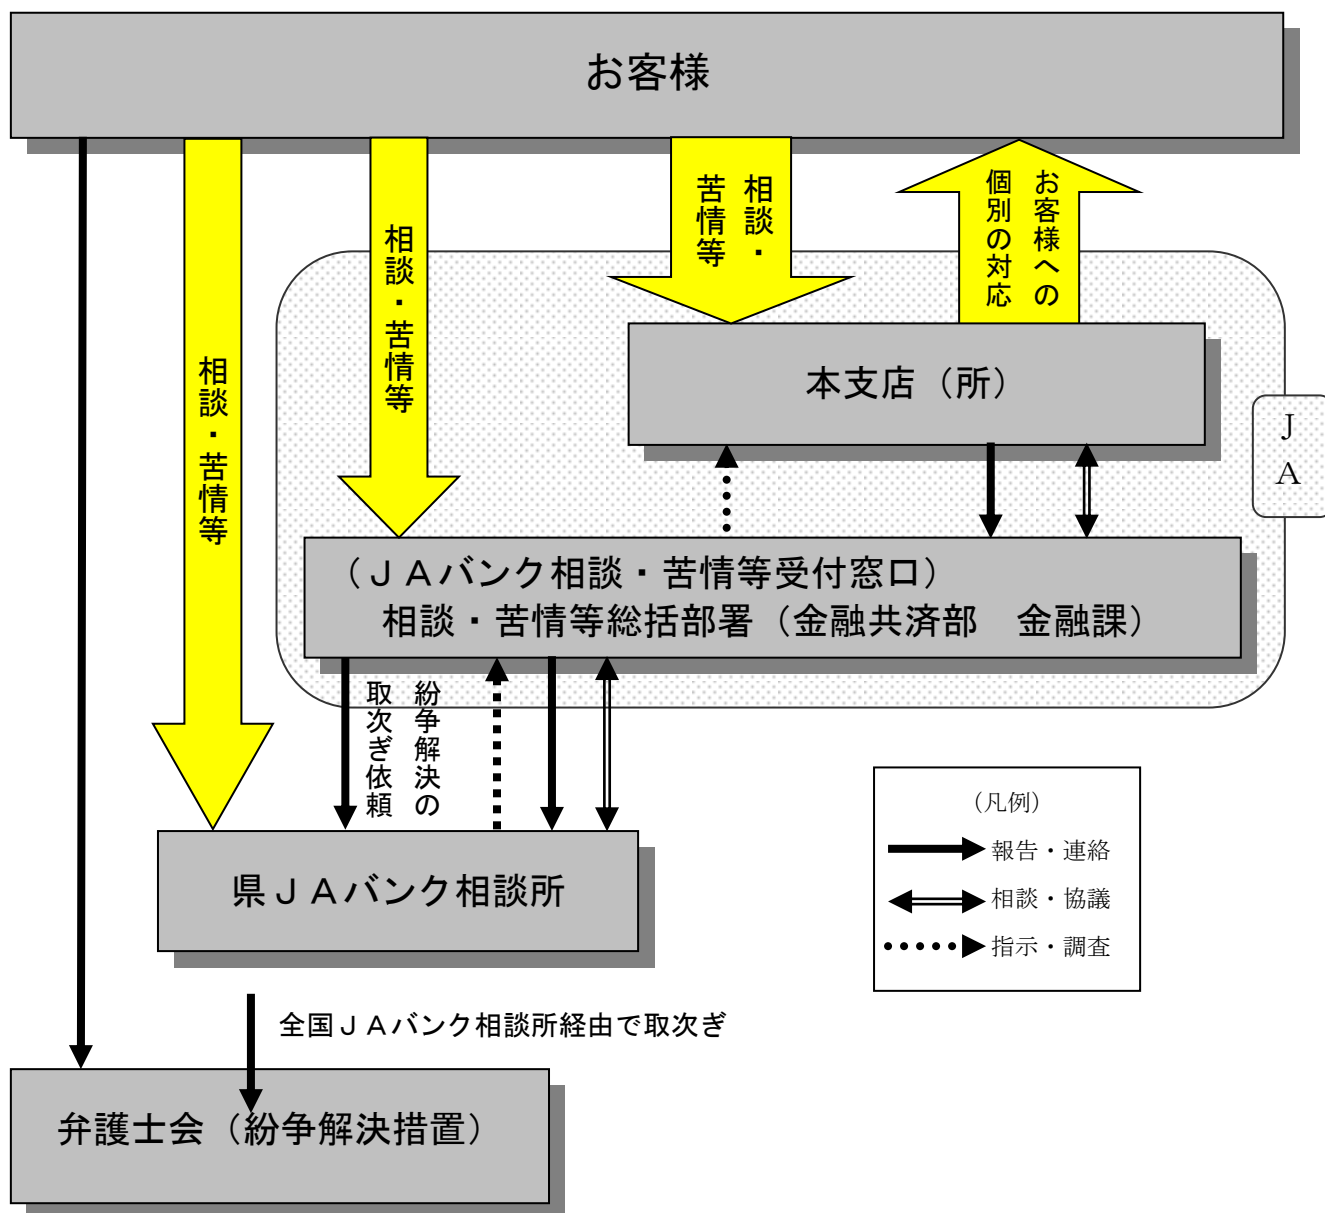 お客様
相談・苦情等
相談・苦情等
相談・
苦情等
お客様への
個別の対応
本支店（所）
ＪＡ
（ＪＡバンク相談・苦情等受付窓口）
相談・苦情等総括部署（金融共済部　金融課）
紛争解決の
取次ぎ依頼
県ＪＡバンク相談所
（凡例）
報告・連絡
相談・協議
指示・調査
全国ＪＡバンク相談所経由で取次ぎ
弁護士会（紛争解決措置）